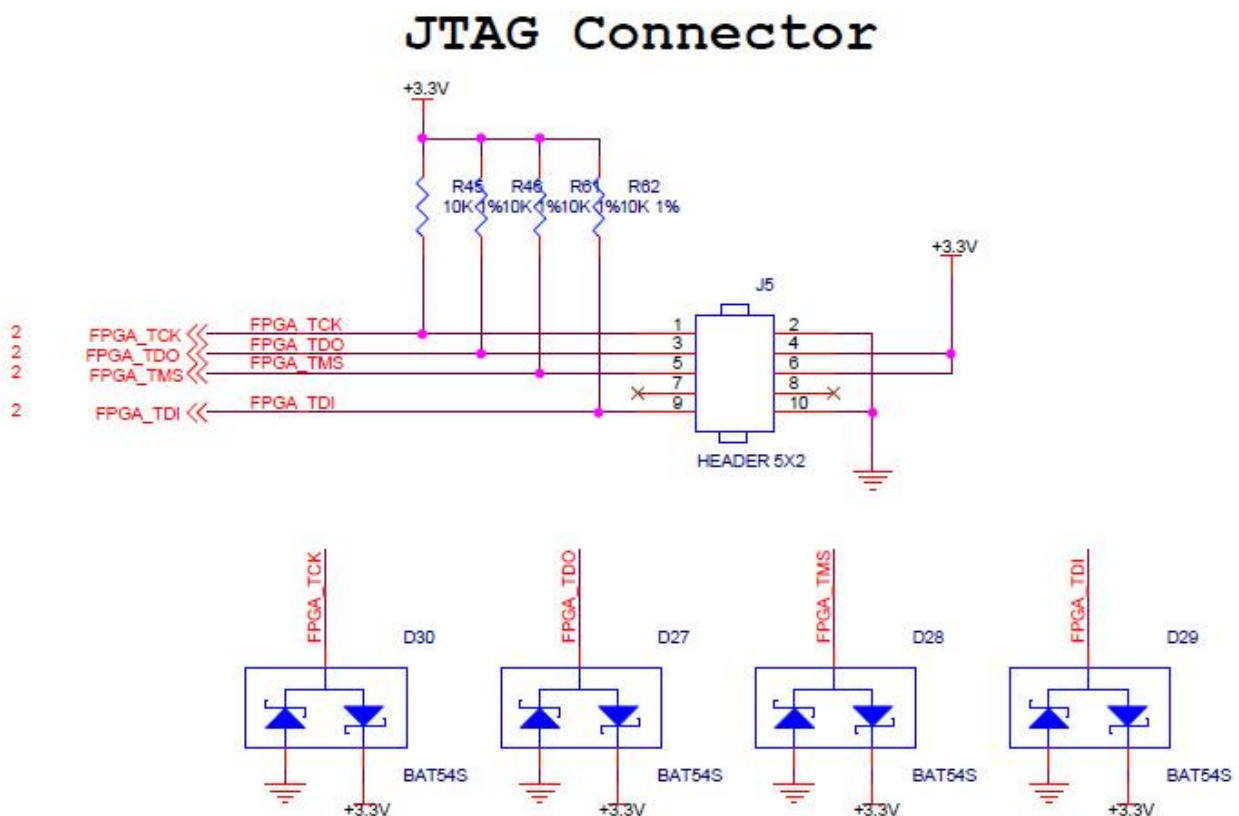 JTAG Connector
+3.3V
R45 R46 R61 R62
10K 1% 10K 1% 10K 1% 10K 1%
+3.3V
J5
2 FPGA_TCK FPGA_TCK 1 2
2 FPGA_TDO FPGA_TDO 3 4
2 FPGA_TMS FPGA_TMS 5 6
7 8
2 FPGA_TDI FPGA_TDI 9 10
HEADER 5X2
FPGA_TCK FPGA_TDO FPGA_TMS FPGA_TDI
D30 D27 D28 D29
BAT54S BAT54S BAT54S BAT54S
+3.3V +3.3V +3.3V +3.3V